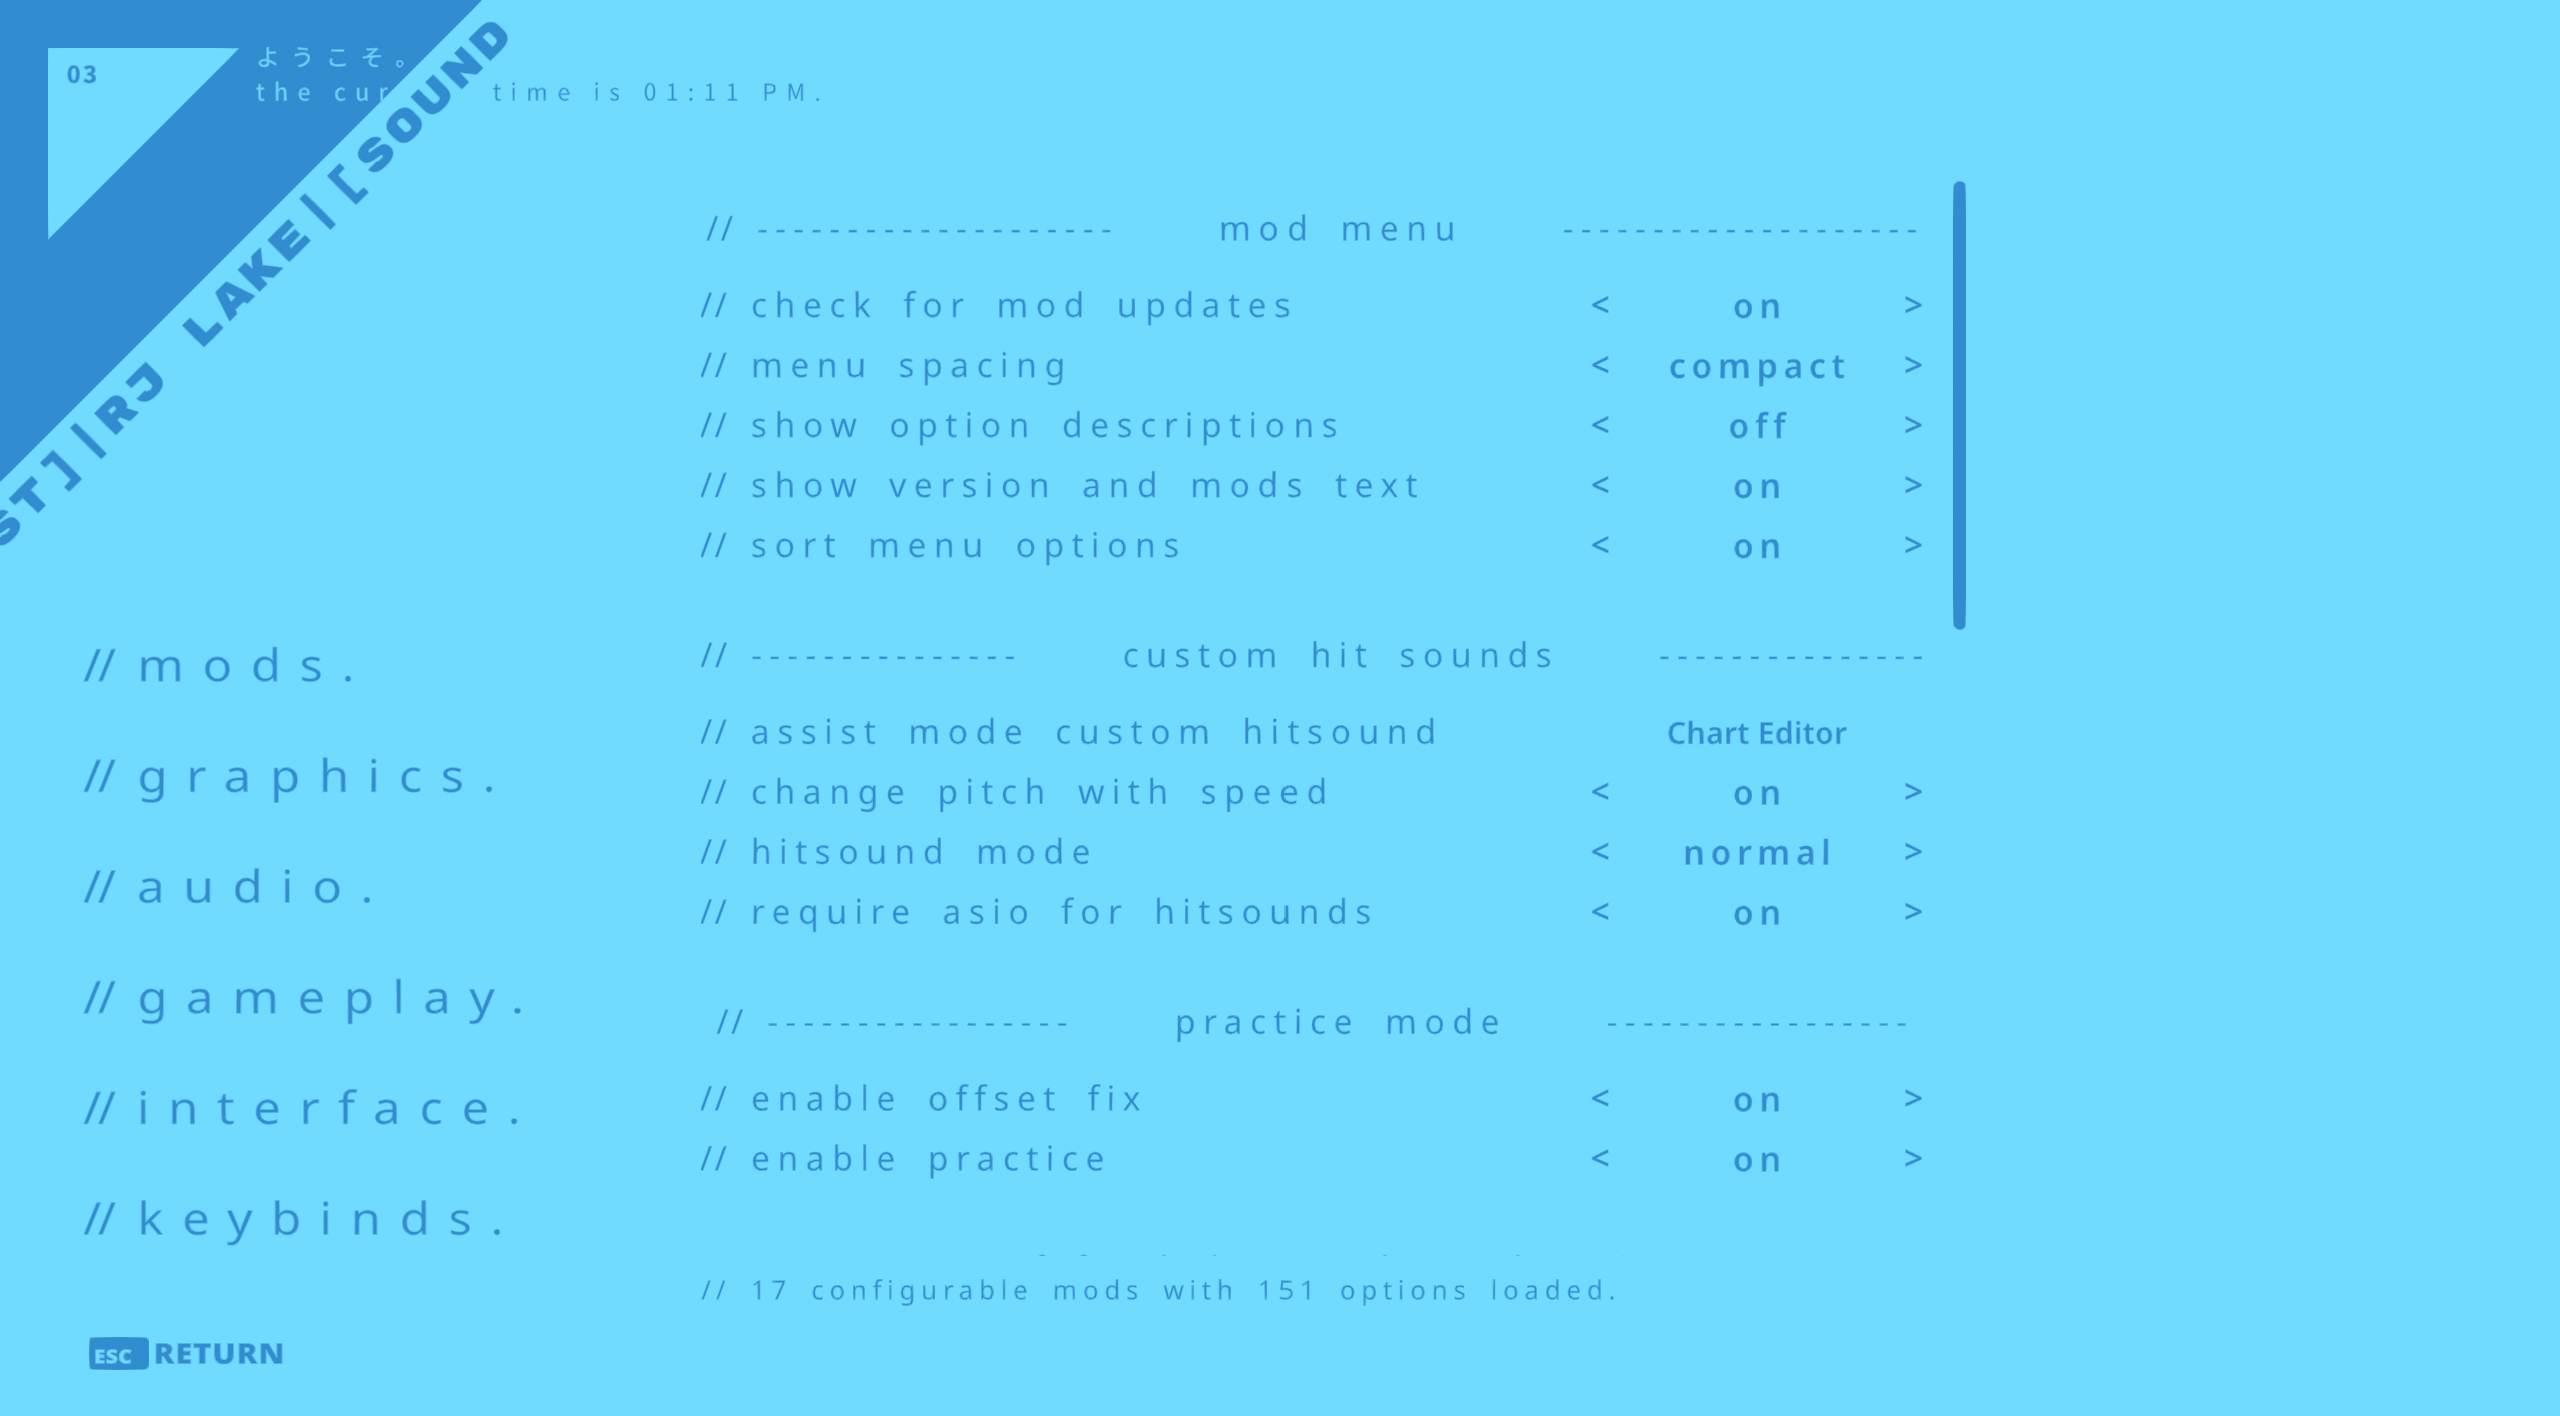 03
ようこそ。
the cur time is 01:11 PM.
ST]|RJ LAKE|[SOUND
// ------------------- mod menu -------------------
// check for mod updates < on >
// menu spacing < compact >
// show option descriptions < off >
// show version and mods text < on >
// sort menu options < on >
// --------------- custom hit sounds ---------------
// assist mode custom hitsound Chart Editor
// change pitch with speed < on >
// hitsound mode < normal >
// require asio for hitsounds < on >
// ----------------- practice mode -----------------
// enable offset fix < on >
// enable practice < on >
// 17 configurable mods with 151 options loaded.
// mods.
// graphics.
// audio.
// gameplay.
// interface.
// keybinds.
ESC RETURN